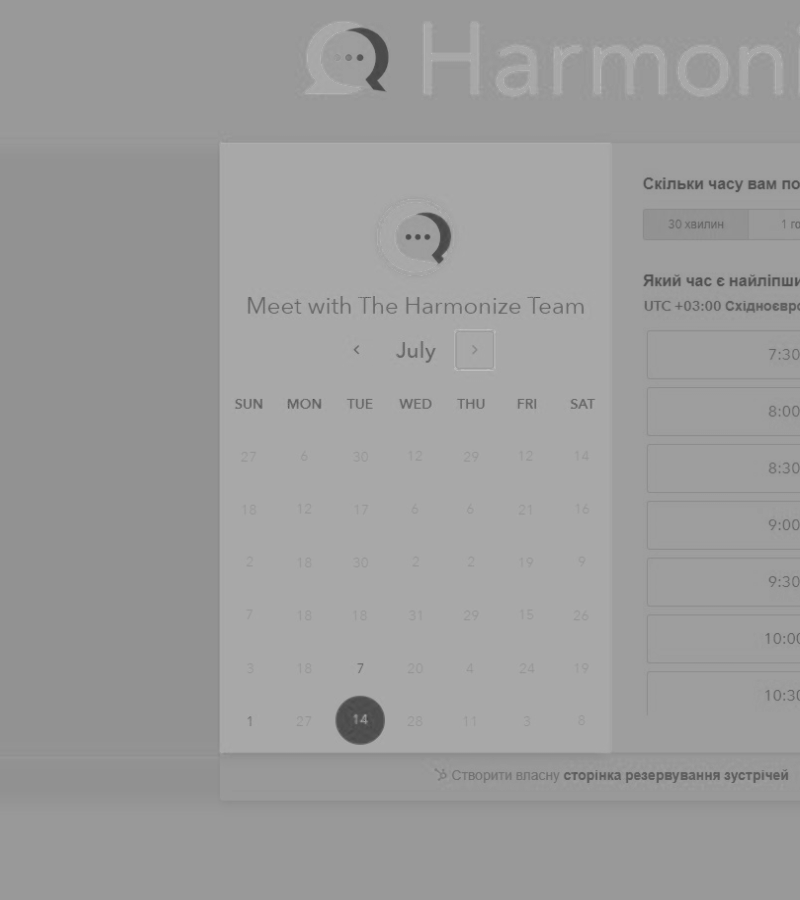 Harmoni
Meet with The Harmonize Team
July
SUN MON TUE WED THU FRI SAT
27 6 30 12 29 12 14
18 12 17 6 6 21 16
2 18 30 2 2 19 9
7 18 18 31 29 15 26
3 18 7 20 4 24 19
1 27 14 28 11 3 8
Скільки часу вам по
30 хвилин 1 го
Який час є найліпши
UTC +03:00 Східноєвро
7:30
8:00
8:30
9:00
9:30
10:00
10:30
Створити власну сторінка резервування зустрічей